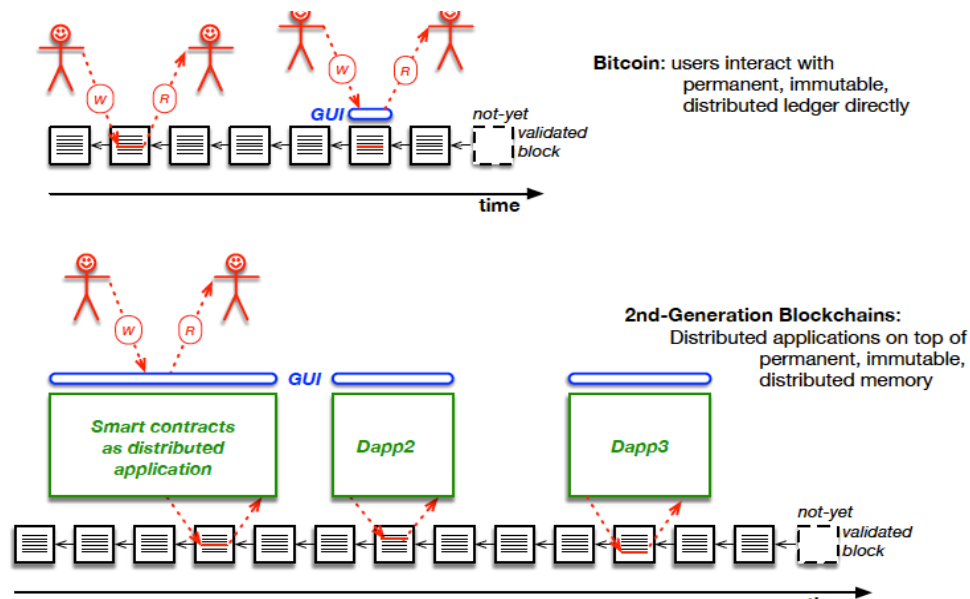 W
R
W
R
GUI
Bitcoin: users interact with
permanent, immutable,
distributed ledger directly
not-yet
validated
block
time
W
R
2nd-Generation Blockchains:
Distributed applications on top of
permanent, immutable,
distributed memory
GUI
Smart contracts
as distributed
application
Dapp2
Dapp3
not-yet
validated
block